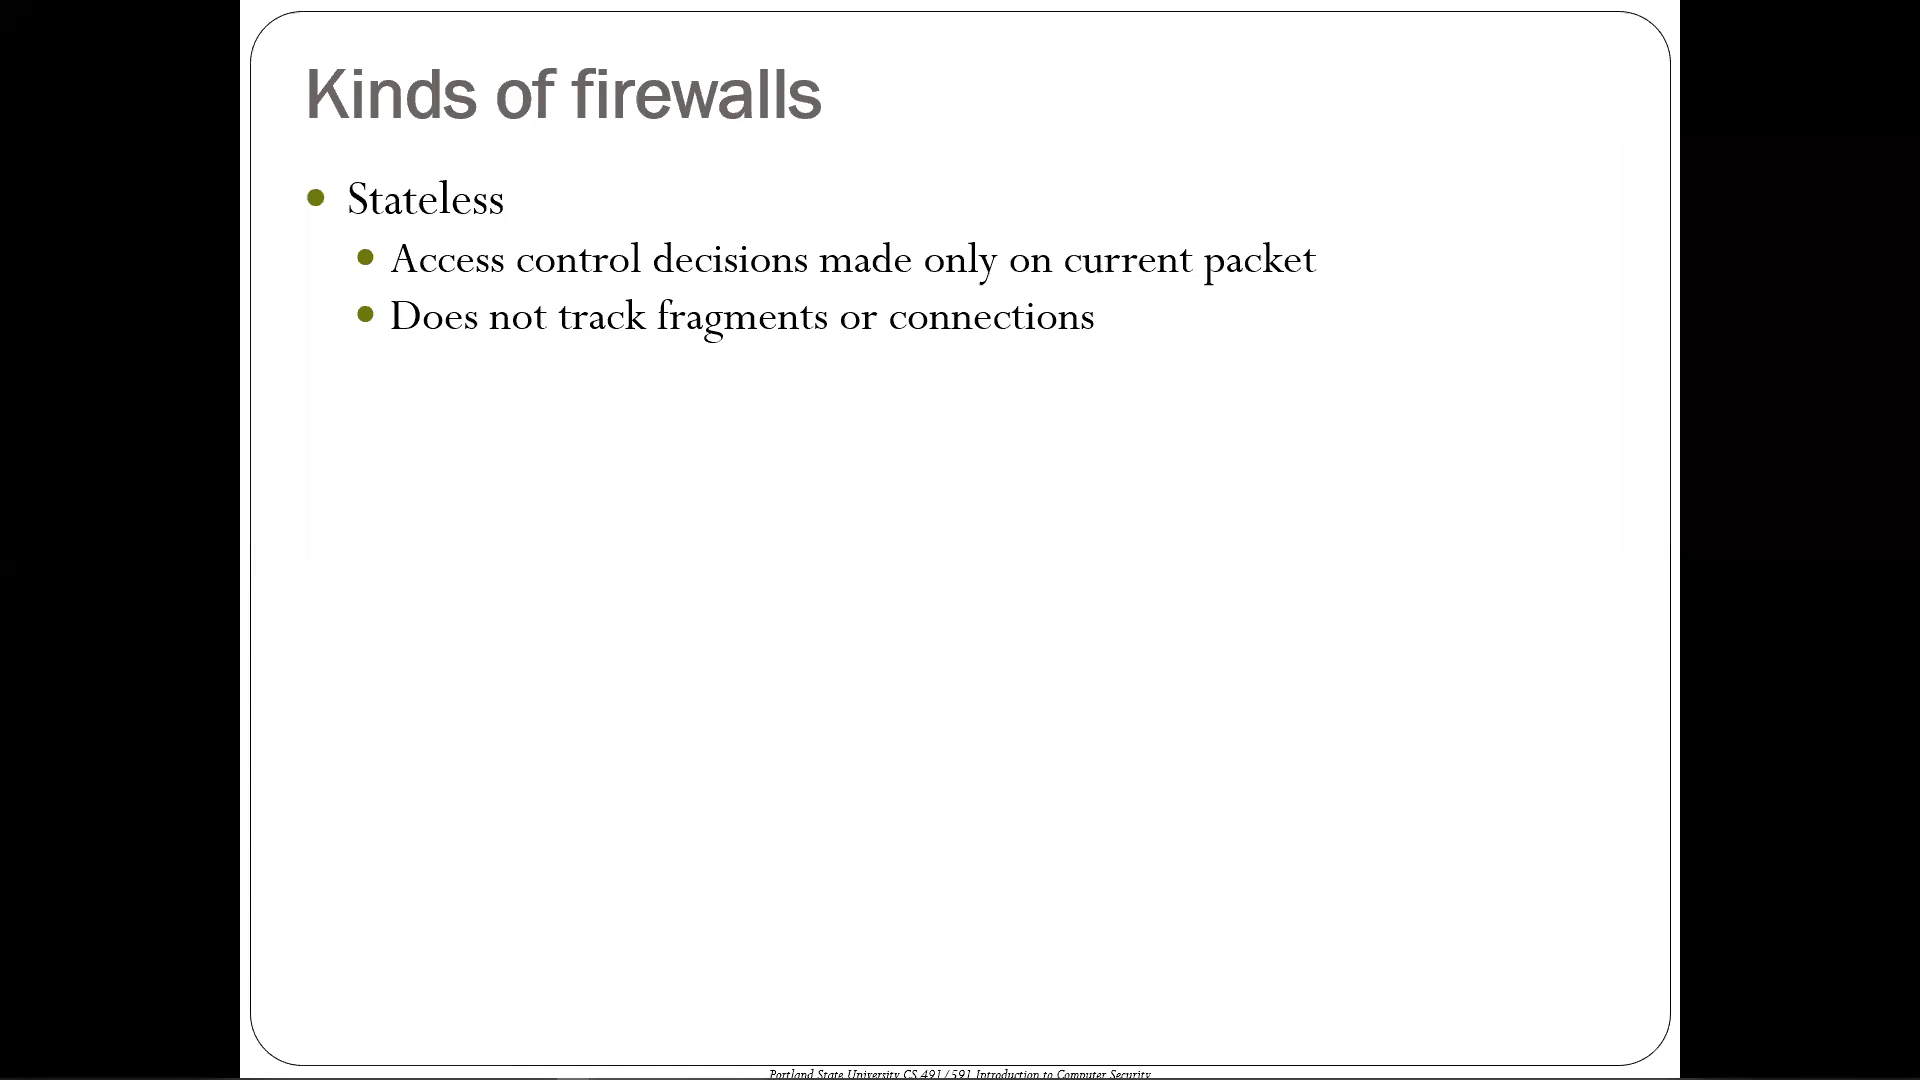 Kinds of firewalls
• Stateless
• Access control decisions made only on current packet
• Does not track fragments or connections
Portland State University CS 491/591 Introduction to Computer Security